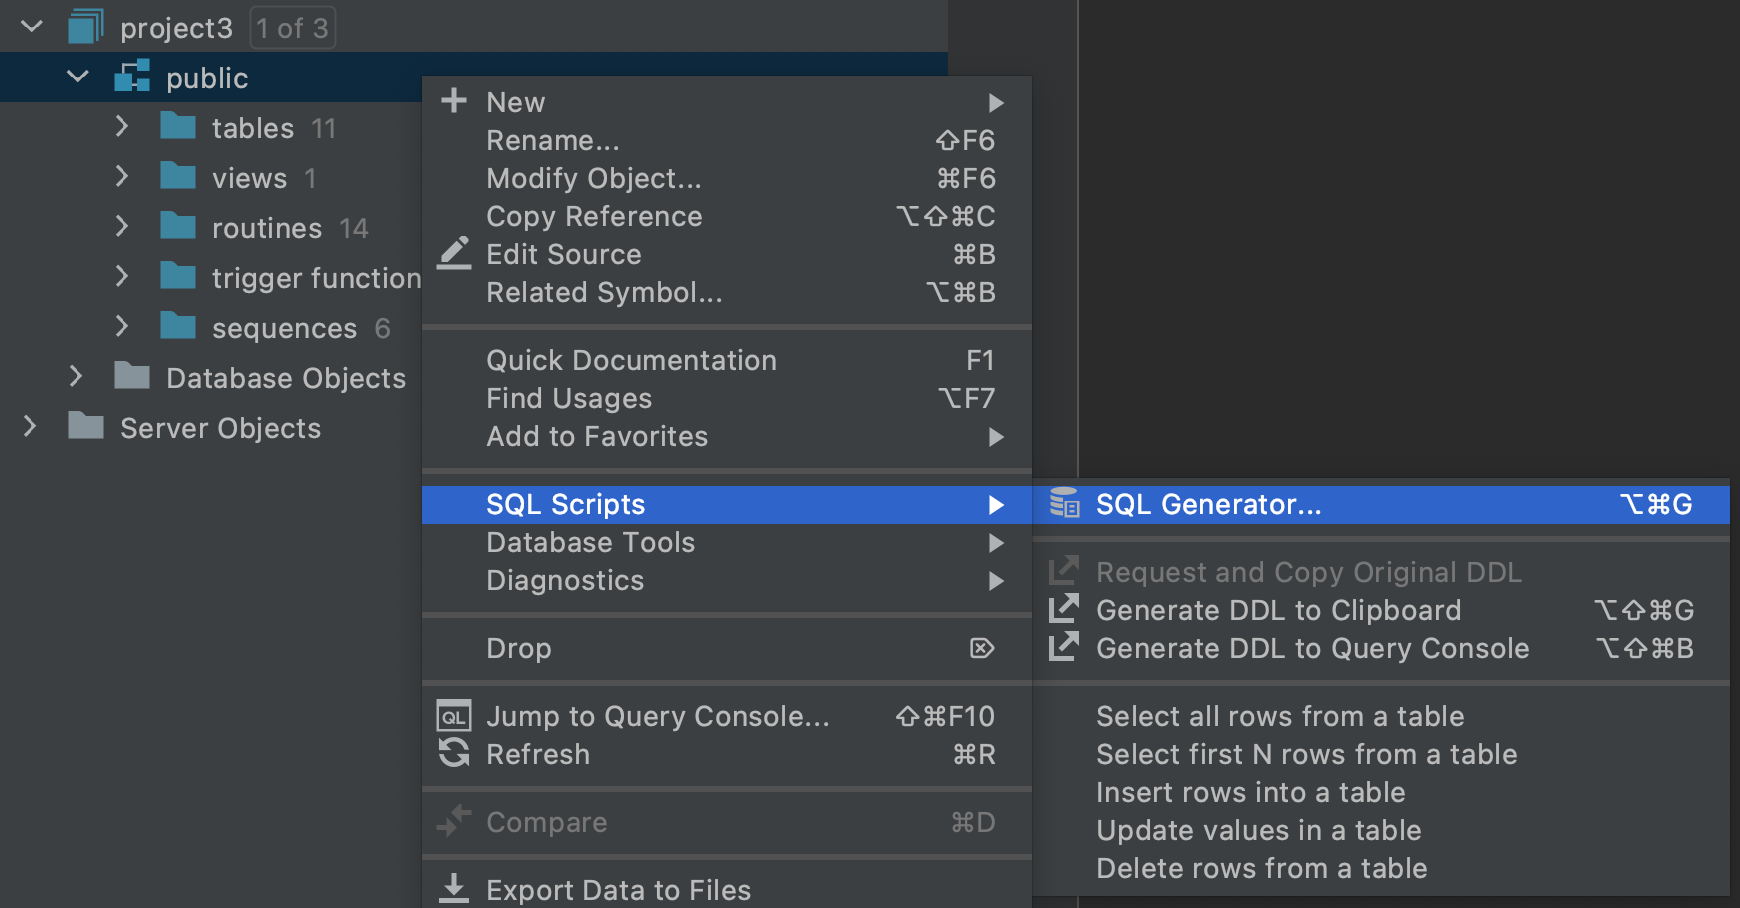 project3 1 of 3
public
tables 11
views 1
routines 14
trigger function
sequences 6
Database Objects
Server Objects
New
Rename... ⇧F6
Modify Object... ⌘F6
Copy Reference ⌥⇧⌘C
Edit Source ⌘B
Related Symbol... ⌥⌘B
Quick Documentation F1
Find Usages ⌥F7
Add to Favorites
SQL Scripts
Database Tools
Diagnostics
Drop ⌦
QL Jump to Query Console... ⇧⌘F10
Refresh ⌘R
Compare ⌘D
Export Data to Files
SQL Generator... ⌥⌘G
Request and Copy Original DDL
Generate DDL to Clipboard ⌥⇧⌘G
Generate DDL to Query Console ⌥⇧⌘B
Select all rows from a table
Select first N rows from a table
Insert rows into a table
Update values in a table
Delete rows from a table